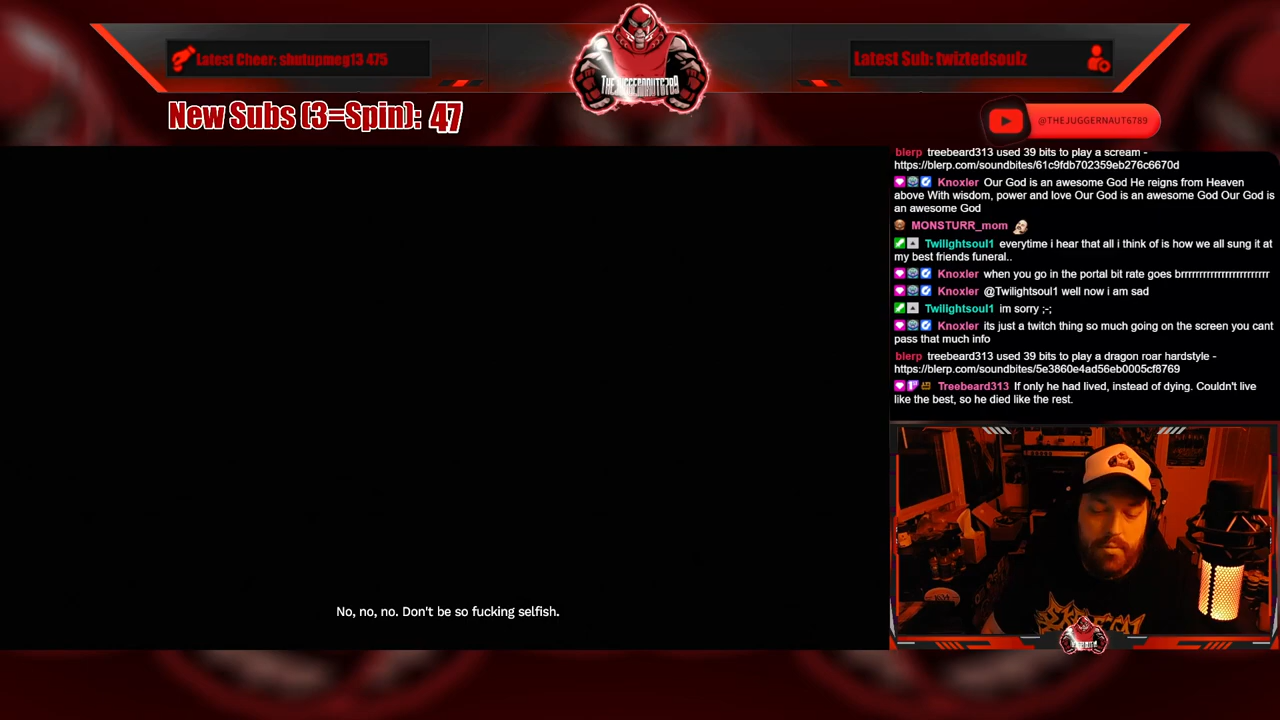 Latest Cheer: shutupmeg13 475
THEJUGGERNAUT6789
Latest Sub: twiztedsoulz
New Subs (3=Spin): 47
@THEJUGGERNAUT6789
blerp treebeard313 used 39 bits to play a scream -
https://blerp.com/soundbites/61c9fdb702359eb276c6670d
Knoxler Our God is an awesome God He reigns from Heaven
above With wisdom, power and love Our God is an awesome God Our God is
an awesome God
MONSTURR_mom
Twilightsoul1 everytime i hear that all i think of is how we all sung it at
my best friends funeral..
Knoxler when you go in the portal bit rate goes brrrrrrrrrrrrrrrrrrrrrrr
Knoxler @Twilightsoul1 well now i am sad
Twilightsoul1 im sorry ;-;
Knoxler its just a twitch thing so much going on the screen you cant
pass that much info
blerp treebeard313 used 39 bits to play a dragon roar hardstyle -
https://blerp.com/soundbites/5e3860e4ad56eb0005cf8769
Treebeard313 If only he had lived, instead of dying. Couldn't live
like the best, so he died like the rest.
No, no, no. Don't be so fucking selfish.